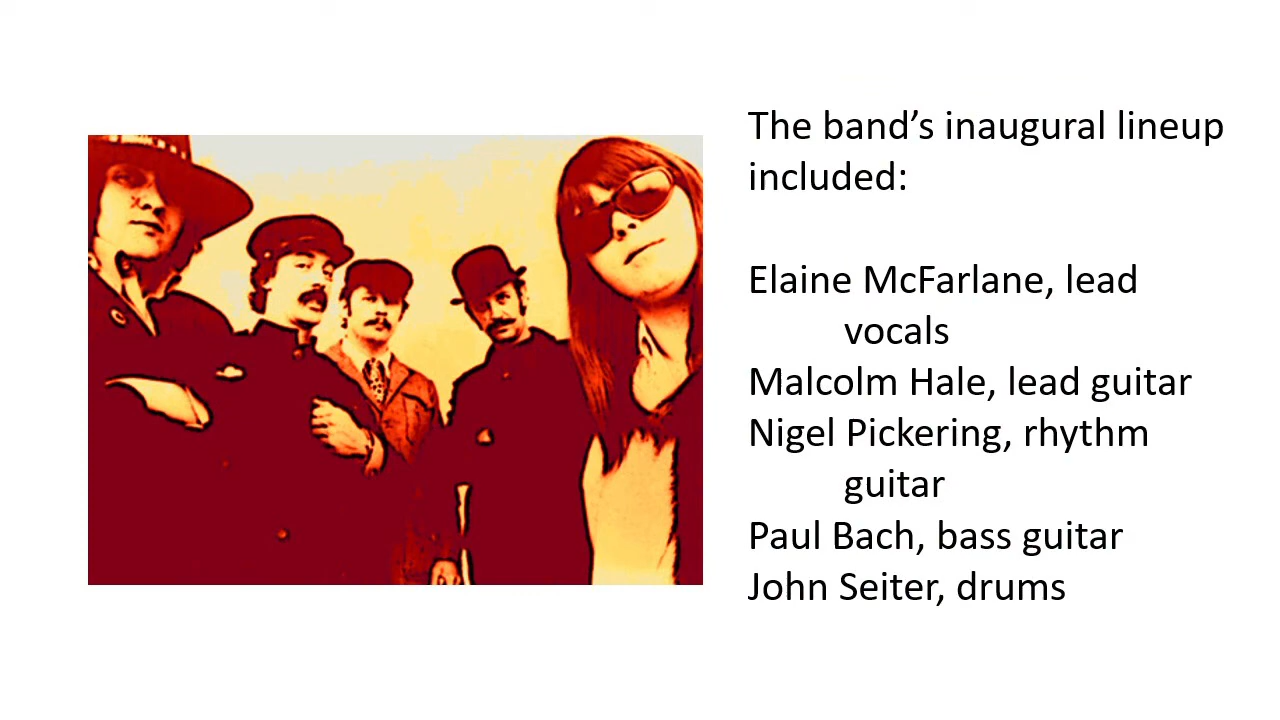 The band’s inaugural lineup
included:
Elaine McFarlane, lead
vocals
Malcolm Hale, lead guitar
Nigel Pickering, rhythm
guitar
Paul Bach, bass guitar
John Seiter, drums